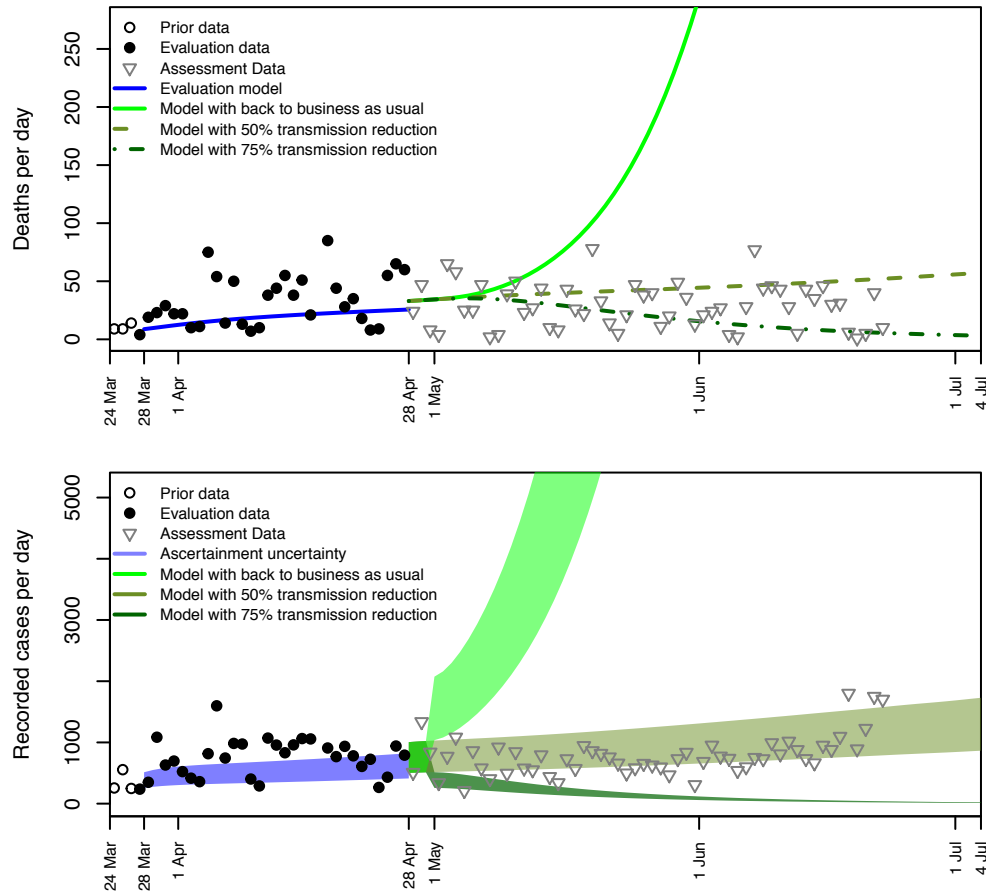 Deaths per day
250
200
150
100
50
0
Prior data
Evaluation data
Assessment Data
Evaluation model
Model with back to business as usual
Model with 50% transmission reduction
Model with 75% transmission reduction
24 Mar
28 Mar
1 Apr
28 Apr
1 May
1 Jun
1 Jul
4 Jul
Recorded cases per day
5000
3000
1000
0
Prior data
Evaluation data
Assessment Data
Ascertainment uncertainty
Model with back to business as usual
Model with 50% transmission reduction
Model with 75% transmission reduction
24 Mar
28 Mar
1 Apr
28 Apr
1 May
1 Jun
1 Jul
4 Jul